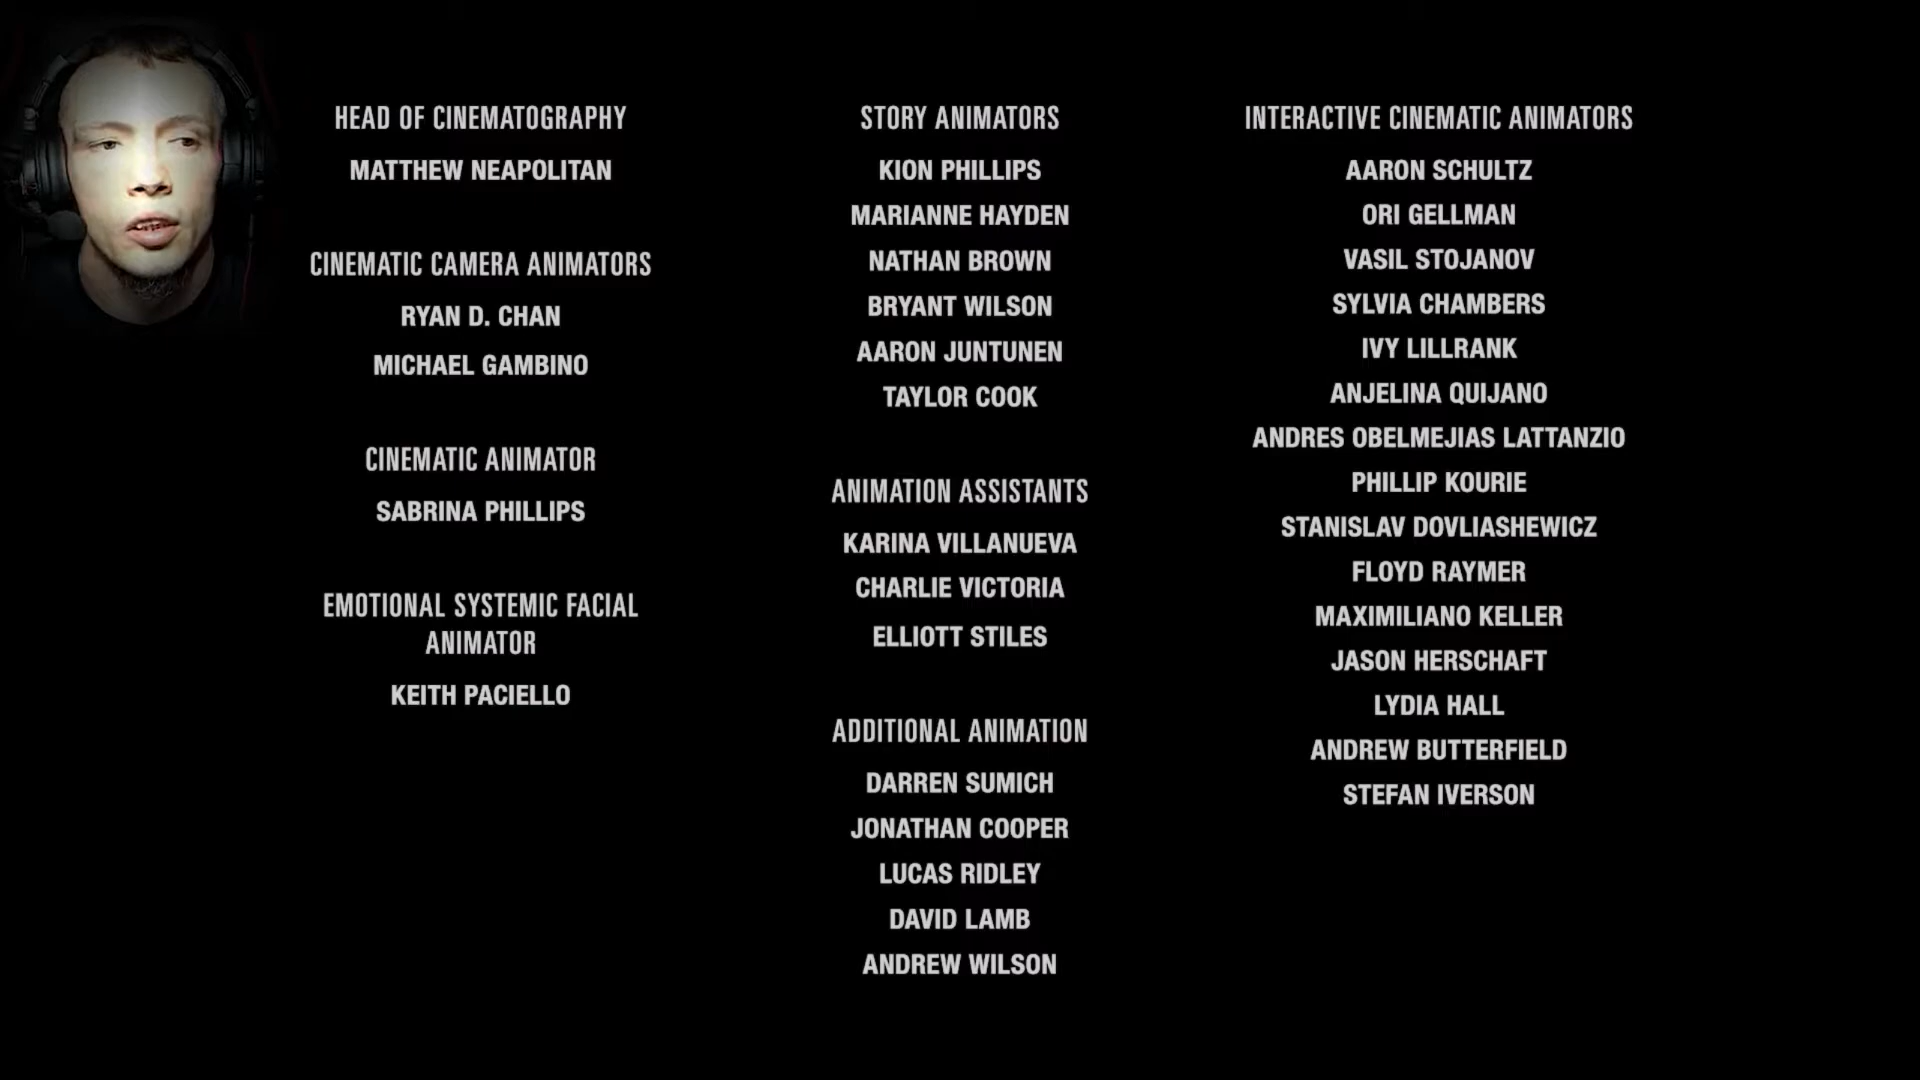 HEAD OF CINEMATOGRAPHY
MATTHEW NEAPOLITAN
CINEMATIC CAMERA ANIMATORS
RYAN D. CHAN
MICHAEL GAMBINO
CINEMATIC ANIMATOR
SABRINA PHILLIPS
EMOTIONAL SYSTEMIC FACIAL
ANIMATOR
KEITH PACIELLO
STORY ANIMATORS
KION PHILLIPS
MARIANNE HAYDEN
NATHAN BROWN
BRYANT WILSON
AARON JUNTUNEN
TAYLOR COOK
ANIMATION ASSISTANTS
KARINA VILLANUEVA
CHARLIE VICTORIA
ELLIOTT STILES
ADDITIONAL ANIMATION
DARREN SUMICH
JONATHAN COOPER
LUCAS RIDLEY
DAVID LAMB
ANDREW WILSON
INTERACTIVE CINEMATIC ANIMATORS
AARON SCHULTZ
ORI GELLMAN
VASIL STOJANOV
SYLVIA CHAMBERS
IVY LILLRANK
ANJELINA QUIJANO
ANDRES OBELMEJIAS LATTANZIO
PHILLIP KOURIE
STANISLAV DOVLIASHEWICZ
FLOYD RAYMER
MAXIMILIANO KELLER
JASON HERSCHAFT
LYDIA HALL
ANDREW BUTTERFIELD
STEFAN IVERSON